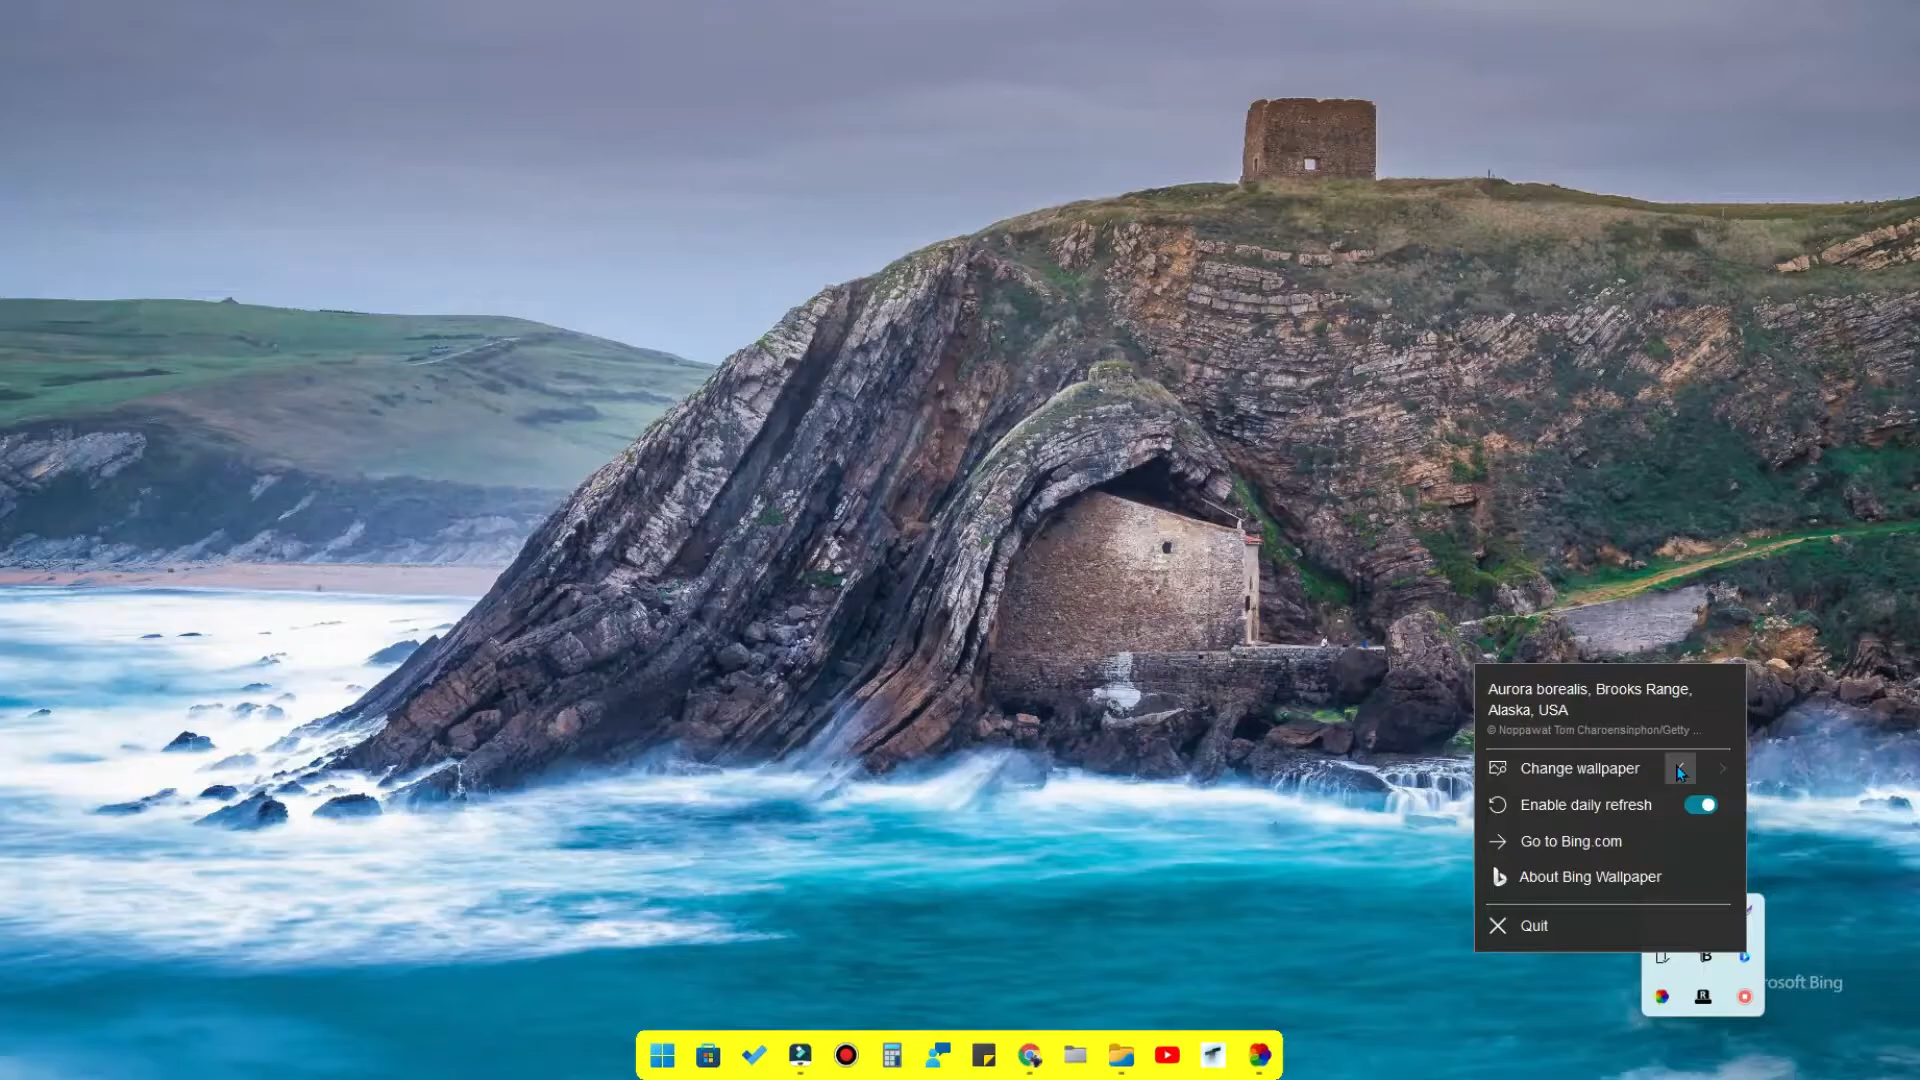 Aurora borealis, Brooks Range,
Alaska, USA
© Noppawat Tom Charoensinphon/Getty ...
Change wallpaper
Enable daily refresh
Go to Bing.com
About Bing Wallpaper
Quit
rosoft Bing